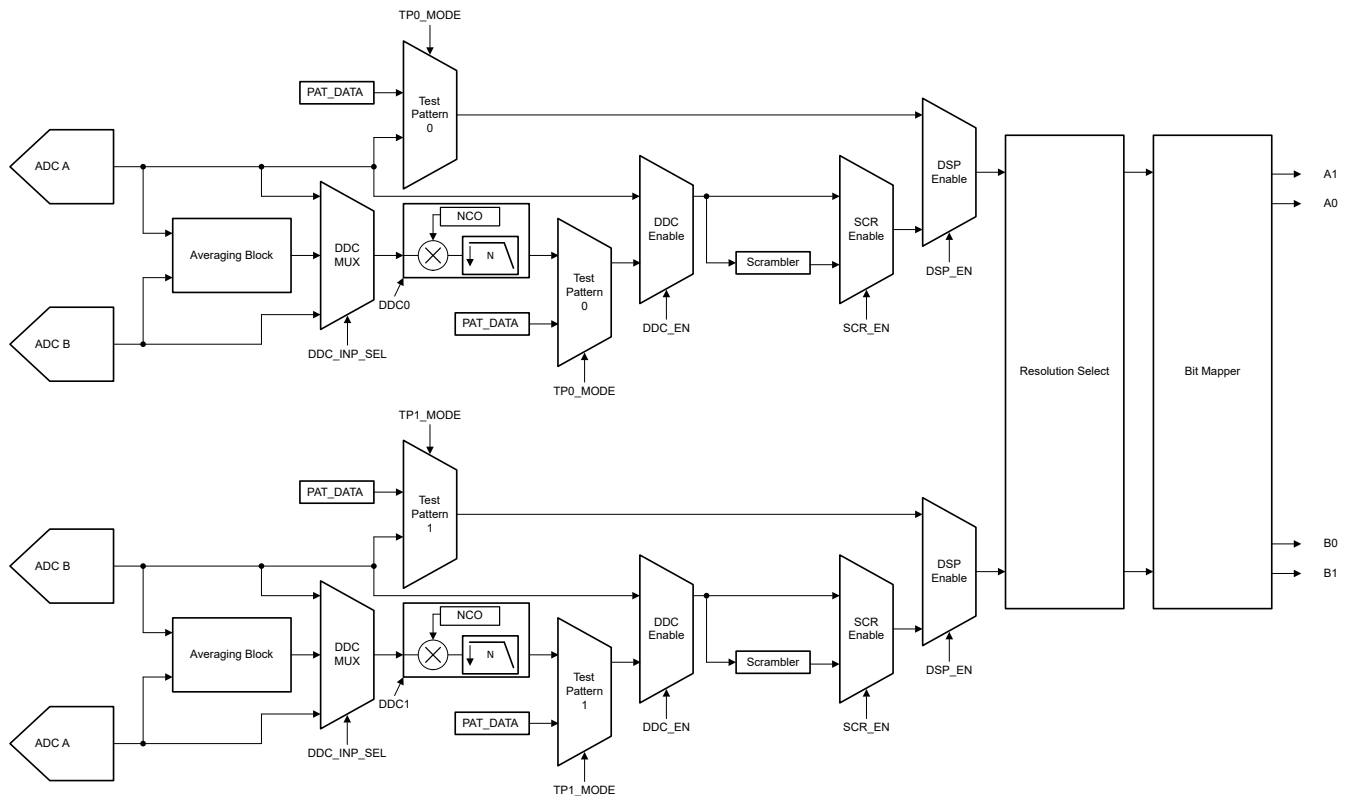 TP0_MODE
PAT_DATA
Test
Pattern
0
ADC A
DSP
Enable
A1
A0
NCO
DDC
Enable
SCR
Enable
DDC
MUX
Averaging Block
N
Test
Pattern
0
Scrambler
DSP_EN
DDC0
PAT_DATA
DDC_EN
SCR_EN
ADC B
DDC_INP_SEL
TP0_MODE
Resolution Select
Bit Mapper
TP1_MODE
PAT_DATA
Test
Pattern
1
ADC B
DSP
Enable
B0
B1
NCO
DDC
Enable
SCR
Enable
DDC
MUX
Averaging Block
N
Test
Pattern
1
Scrambler
DSP_EN
DDC1
PAT_DATA
DDC_EN
SCR_EN
ADC A
DDC_INP_SEL
TP1_MODE